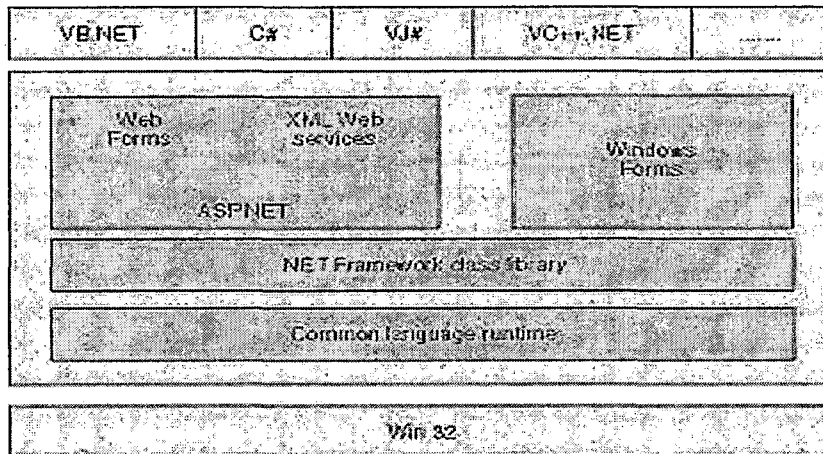 VB.NET C# VJ# VC++.NET .......
Web Forms
XML Web services
Windows Forms
ASP.NET
.NET Framework class library
Common language runtime
Win 32